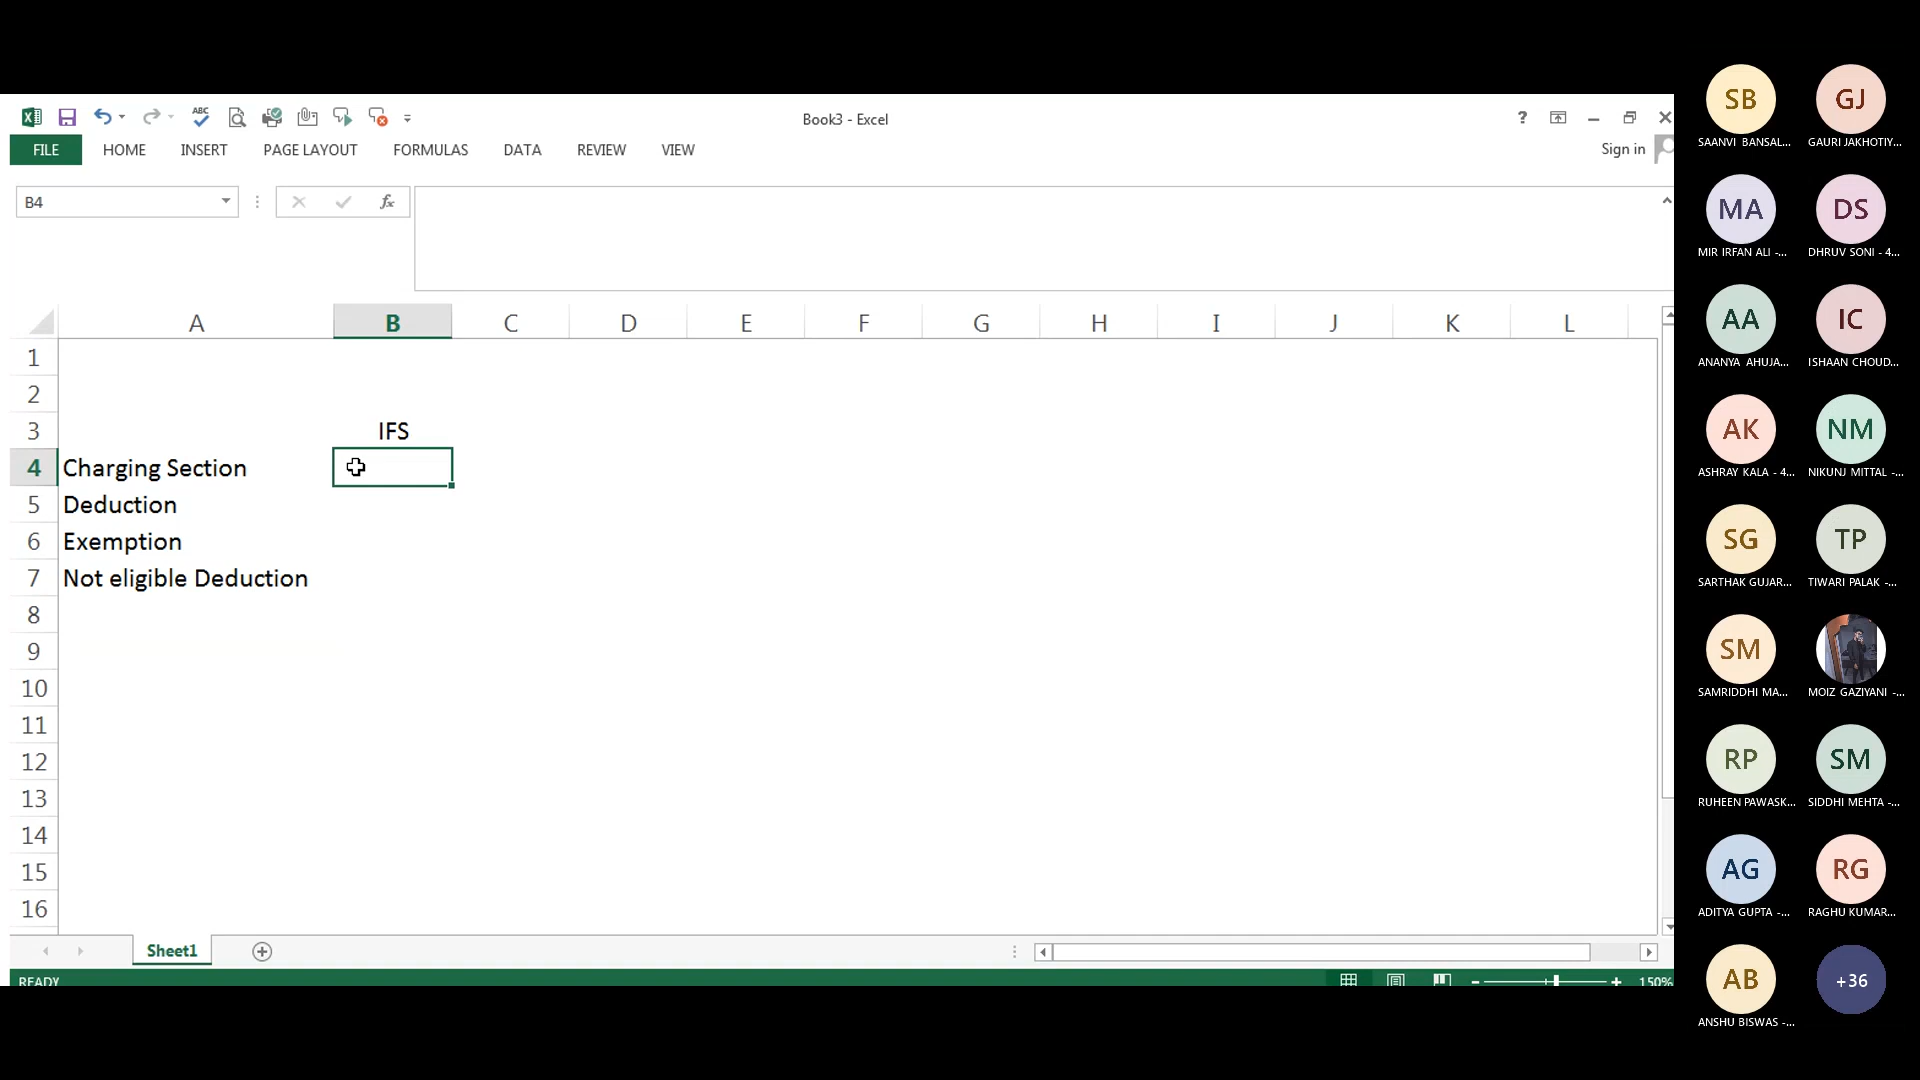 Book3 - Excel
? 
FILE HOME INSERT PAGE LAYOUT FORMULAS DATA REVIEW VIEW Sign in
ABC
B4 fx
A B C D E F G H I J K L
1
2
3 IFS
4 Charging Section
5 Deduction
6 Exemption
7 Not eligible Deduction
8
9
10
11
12
13
14
15
16
Sheet1
READY 150%
SB GJ
SAANVI BANSAL... GAURI JAKHOTIY...
MA DS
MIR IRFAN ALI -... DHRUV SONI - 4...
AA IC
ANANYA AHUJA... ISHAAN CHOUD...
AK NM
ASHRAY KALA - 4... NIKUNJ MITTAL -...
SG TP
SARTHAK GUJAR... TIWARI PALAK -...
SM
SAMRIDDHI MA... MOIZ GAZIYANI -...
RP SM
RUHEEN PAWASK... SIDDHI MEHTA -...
AG RG
ADITYA GUPTA -... RAGHU KUMAR...
AB +36
ANSHU BISWAS -...